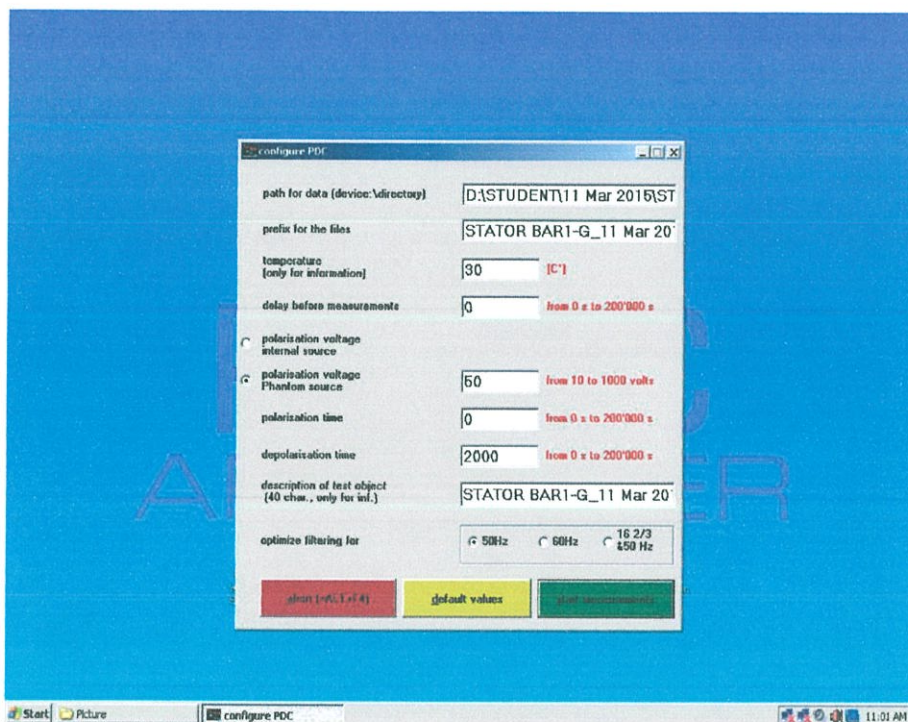 configure PDC
path for data (device:\directory)
D:\STUDENT\11 Mar 2015\ST
prefix for the files
STATOR BAR1-G_11 Mar 20
temperature
(only for information)
30
[C°]
delay before measurements
0
from 0 s to 200'000 s
polarisation voltage
internal source
polarisation voltage
Phantom source
50
from 10 to 1000 volts
polarization time
0
from 0 s to 200'000 s
depolarisation time
2000
from 0 s to 200'000 s
description of test object
(40 char., only for inf.)
STATOR BAR1-G_11 Mar 20
optimize filtering for
50Hz
60Hz
16 2/3
&50 Hz
default values
start measurements
Start
Picture
configure PDC
11:01 AM